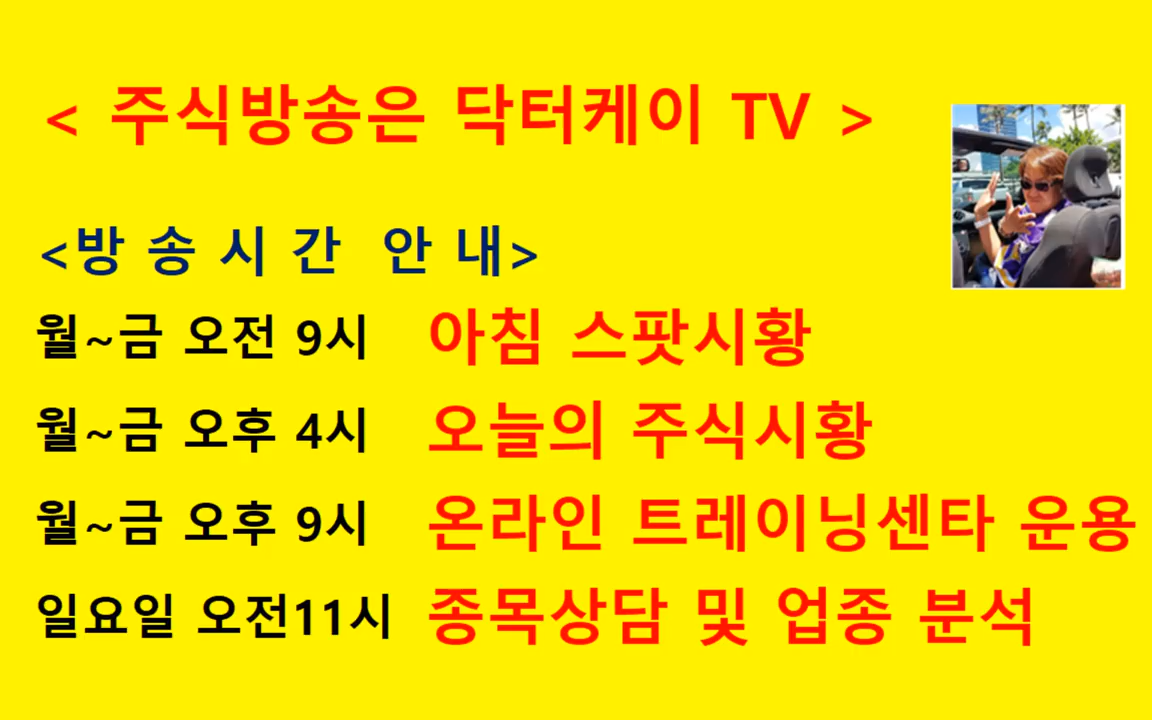 < 주식방송은 닥터케이 TV >
<방 송 시 간 안 내>
월~금 오전 9시 아침 스팟시황
월~금 오후 4시 오늘의 주식시황
월~금 오후 9시 온라인 트레이닝센타 운용
일요일 오전11시 종목상담 및 업종 분석